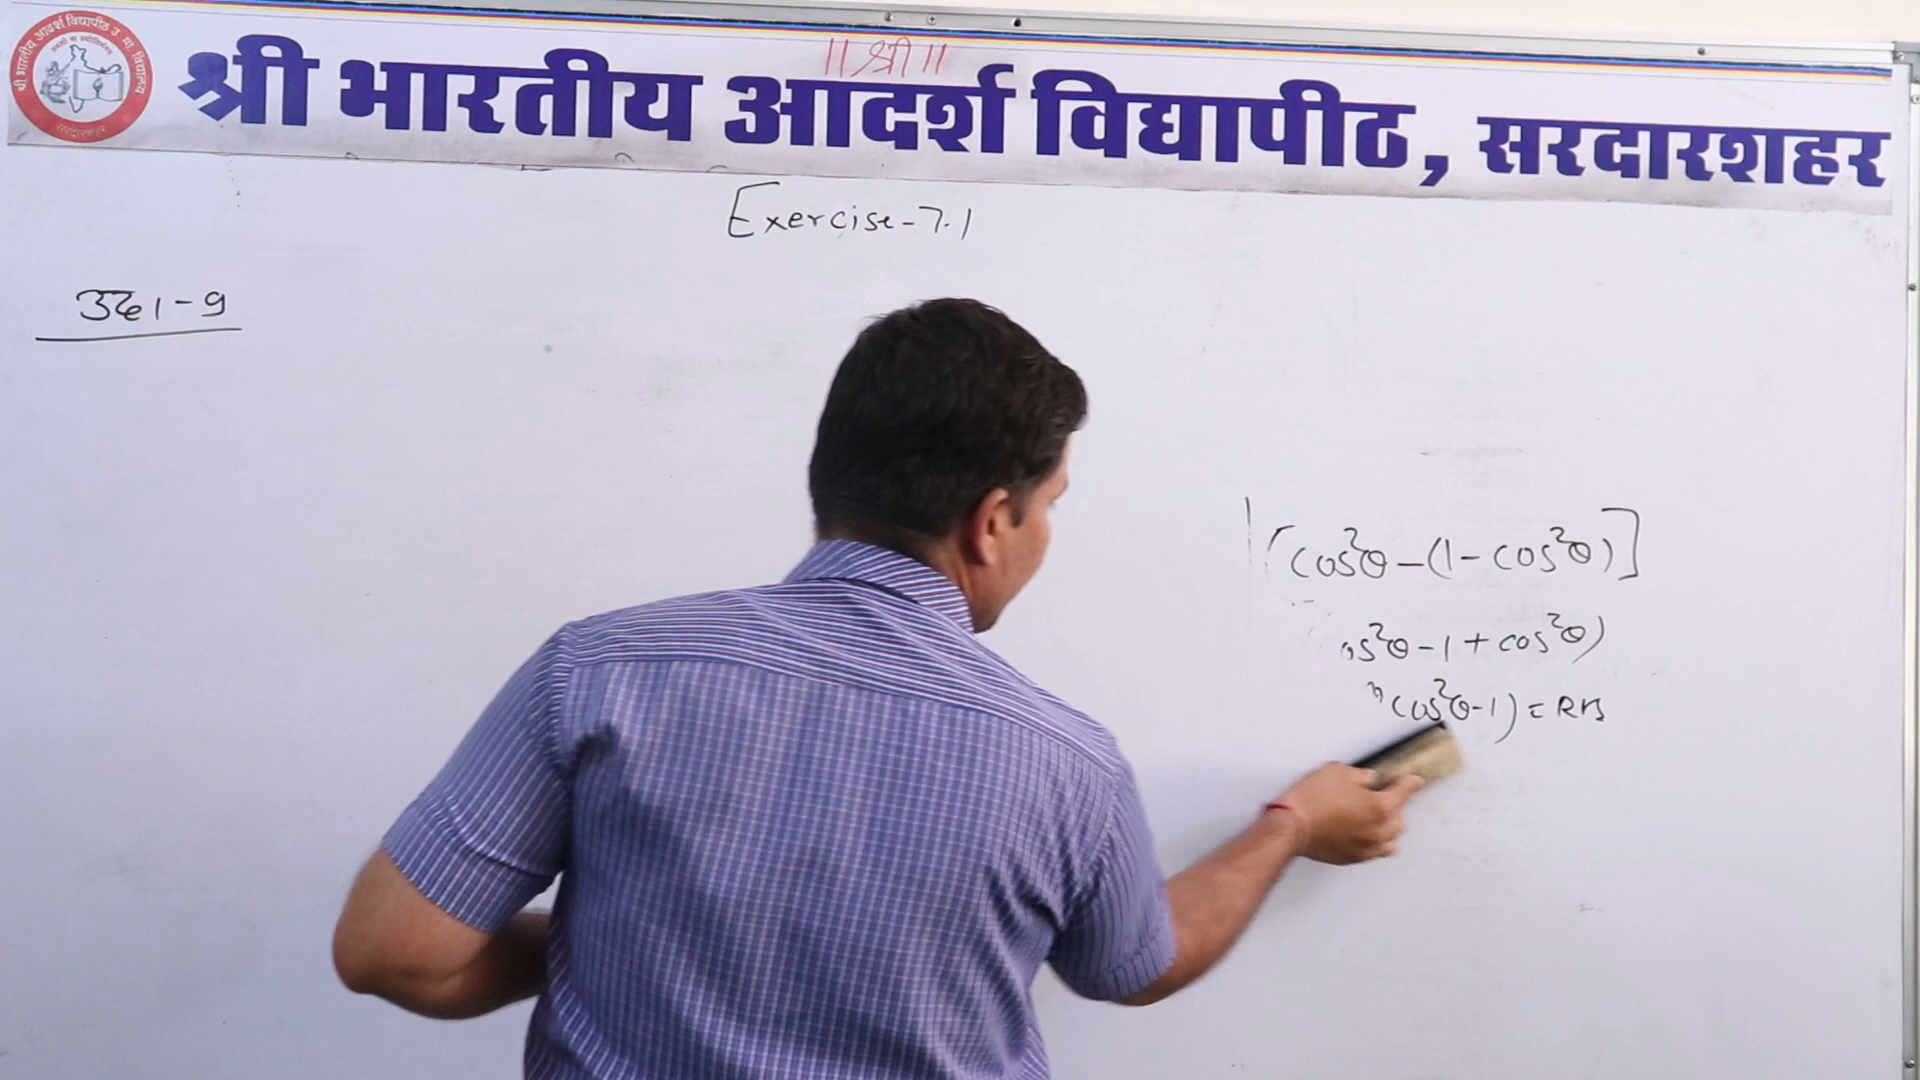 ॥ श्री ॥
श्री भारतीय आदर्श विद्यापीठ, सरदारशहर
Exercise-7.1
उदा-9
[cos²θ-(1-cos²θ)]
os²θ-1+cos²θ)
cos²θ-1) = RHS